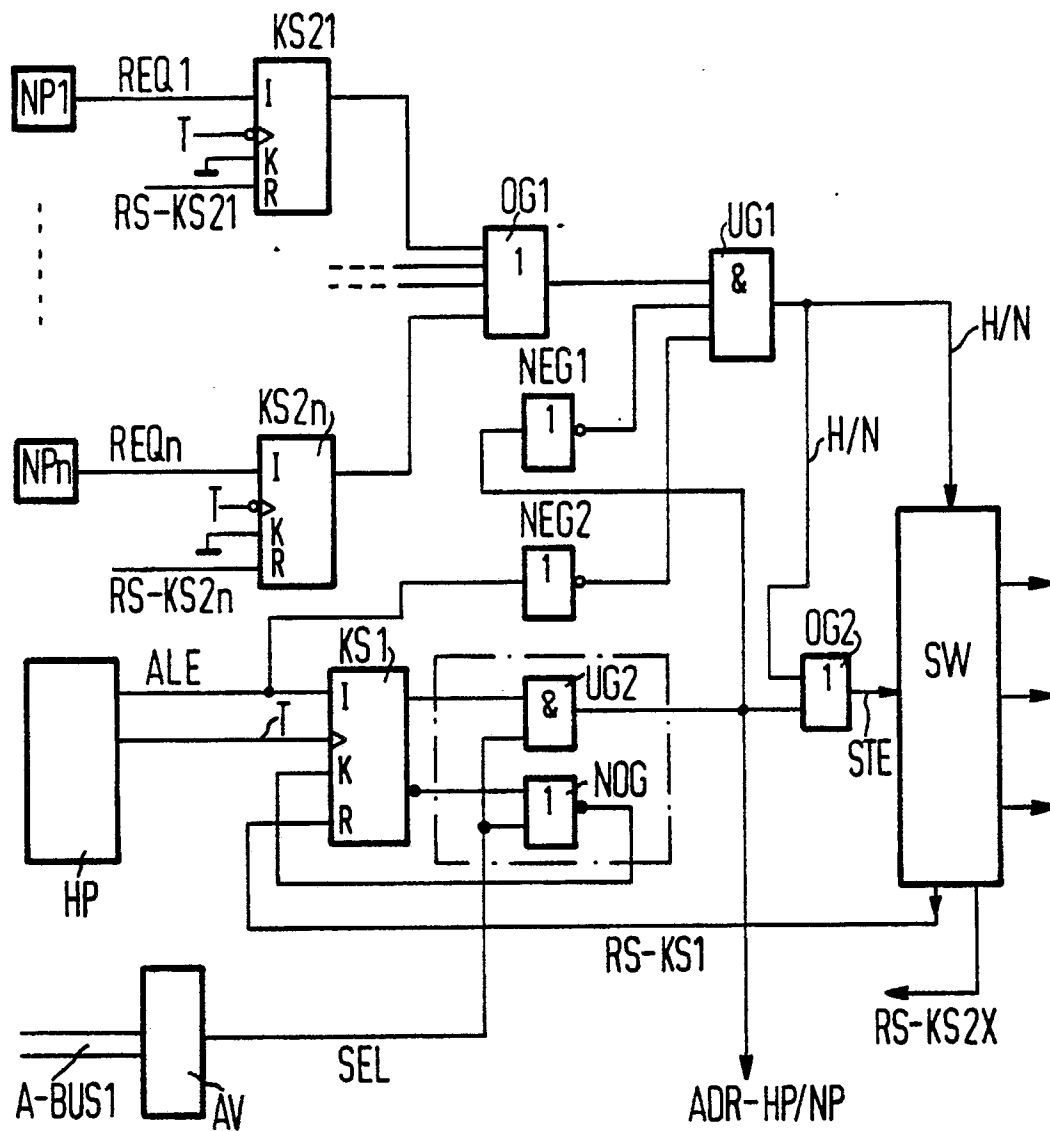 KS21
NP1
REQ1
I
T
K
R
RS-KS21
OG1
1
UG1
&
H/N
NEG1
1
H/N
KS2n
NPn
REQn
I
T
K
R
RS-KS2n
NEG2
1
HP
ALE
T
KS1
I
K
R
UG2
&
NOG
1
OG2
1
STE
SW
RS-KS1
RS-KS2X
A-BUS1
AV
SEL
ADR-HP/NP